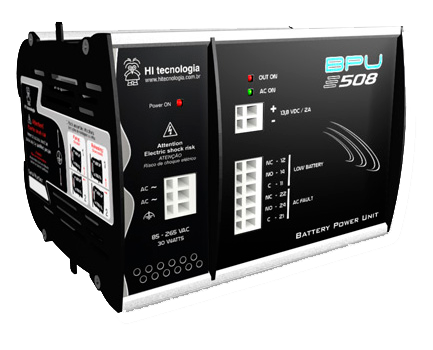 HI tecnologia
www.hitecnologia.com.br
Power ON
Attention
Electric shock risk
ATENÇÃO
Risco de choque elétrico
AC ~
AC ~
85 - 265 VAC
30 WATTS
BPU
S508
OUT ON
AC ON
+
-
13,8 VDC / 2A
NC - 12
NO - 14
C - 11
LOW BATTERY
NC - 22
NO - 24
C - 21
AC FAULT
BATTERY POWER UNIT